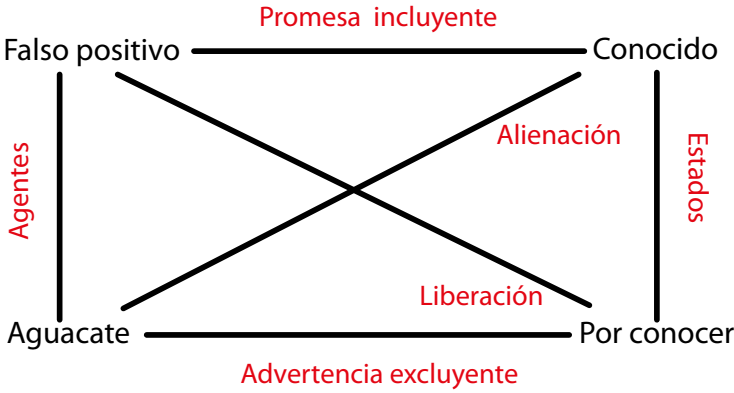 Promesa incluyente
Falso positivo
Conocido
Alienación
Agentes
Estados
Liberación
Aguacate
Por conocer
Advertencia excluyente